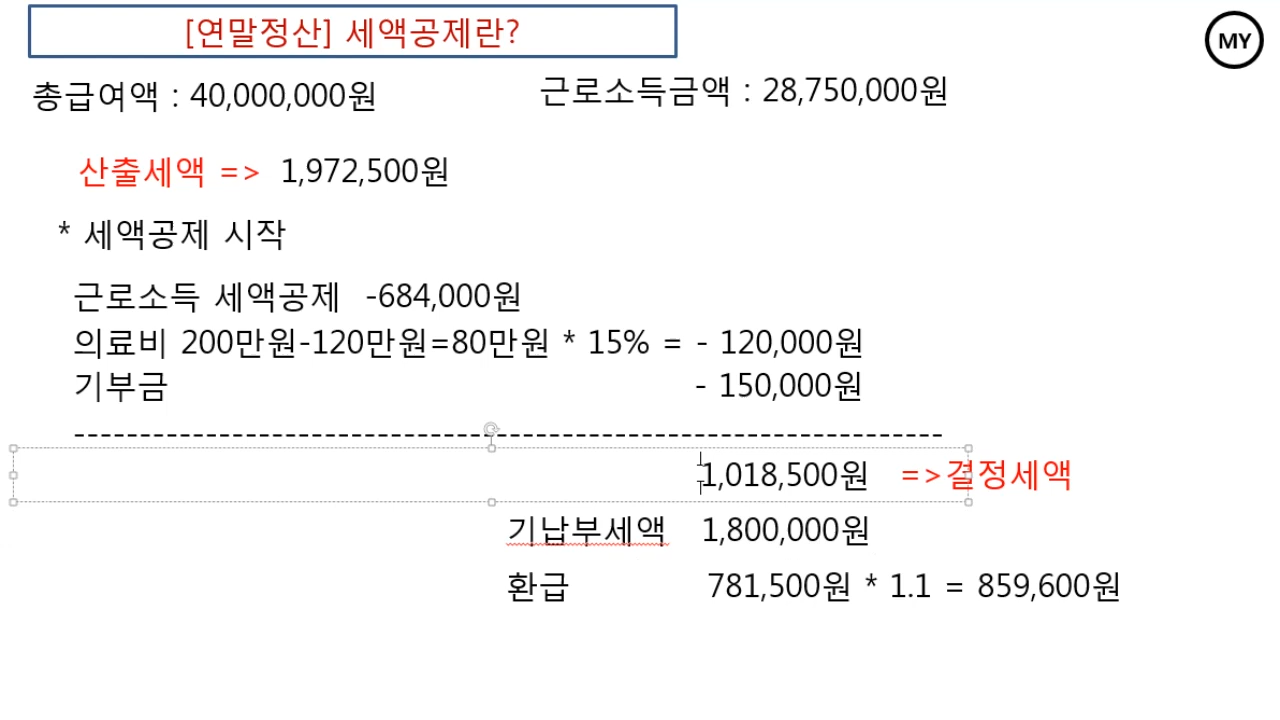 [연말정산] 세액공제란?
MY
총급여액 : 40,000,000원 근로소득금액 : 28,750,000원
산출세액 => 1,972,500원
* 세액공제 시작
근로소득 세액공제 -684,000원
의료비 200만원-120만원=80만원 * 15% = - 120,000원
기부금 - 150,000원
--------------------------------------------------------------------
1,018,500원 =>결정세액
기납부세액 1,800,000원
환급 781,500원 * 1.1 = 859,600원